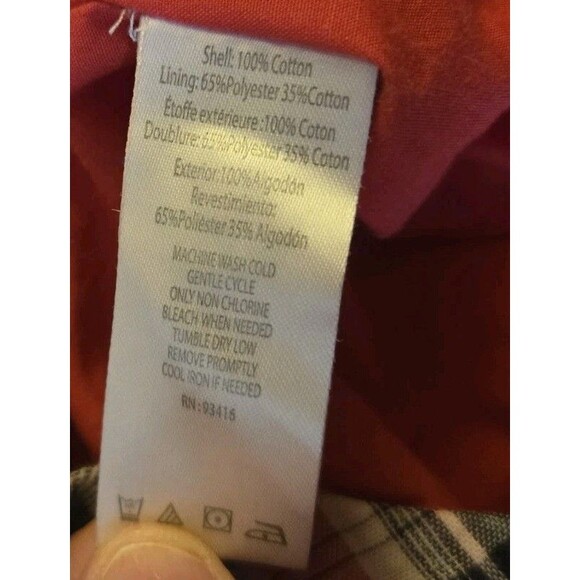 Shell: 100% Cotton
Lining: 65%Polyester 35%Cotton
Étoffe extérieure:100% Coton
Doublure: 65%Polyester 35% Coton
Exterior:100%Algodón
Revestimiento:
65%Poliéster 35% Algodón
MACHINE WASH COLD
GENTLE CYCLE
ONLY NON CHLORINE
BLEACH WHEN NEEDED
TUMBLE DRY LOW
REMOVE PROMPTLY
COOL IRON IF NEEDED
RN : 93416